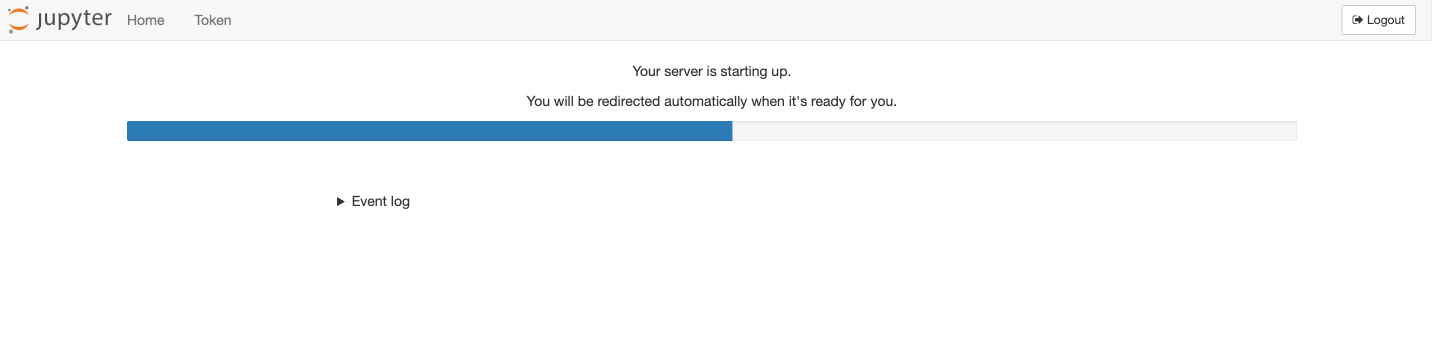 jupyter Home Token Logout
Your server is starting up.
You will be redirected automatically when it's ready for you.
Event log